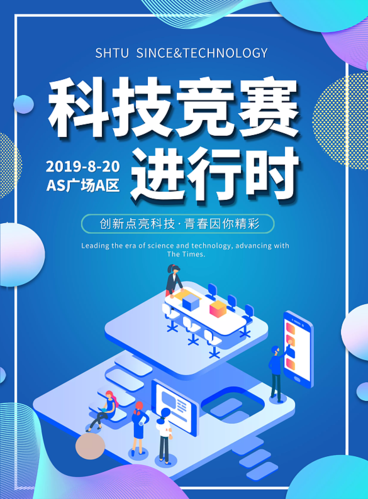 SHTU SINCE&TECHNOLOGY
科技竞赛
2019-8-20
AS广场A区
进行时
创新点亮科技·青春因你精彩
Leading the era of science and technology, advancing with
The Times.